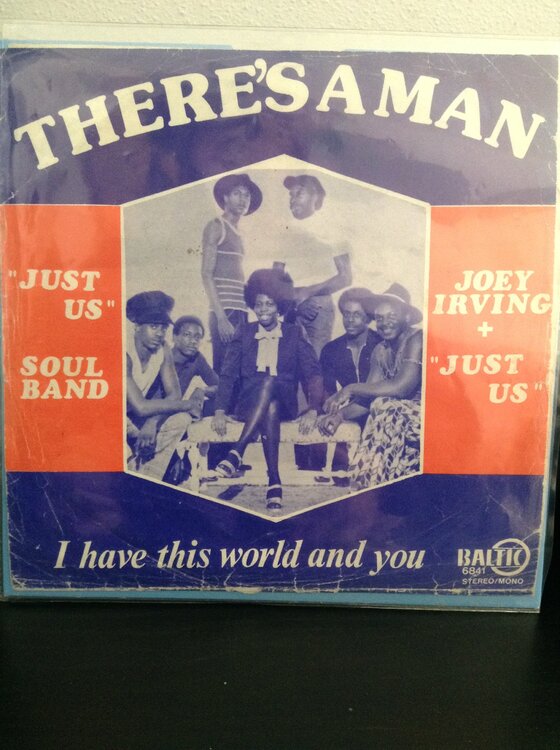 THERE'S A MAN
"JUST
US"
SOUL
BAND
JOEY
IRVING
+
"JUST
US"
I have this world and you
BALTIC
6841
STEREO/MONO